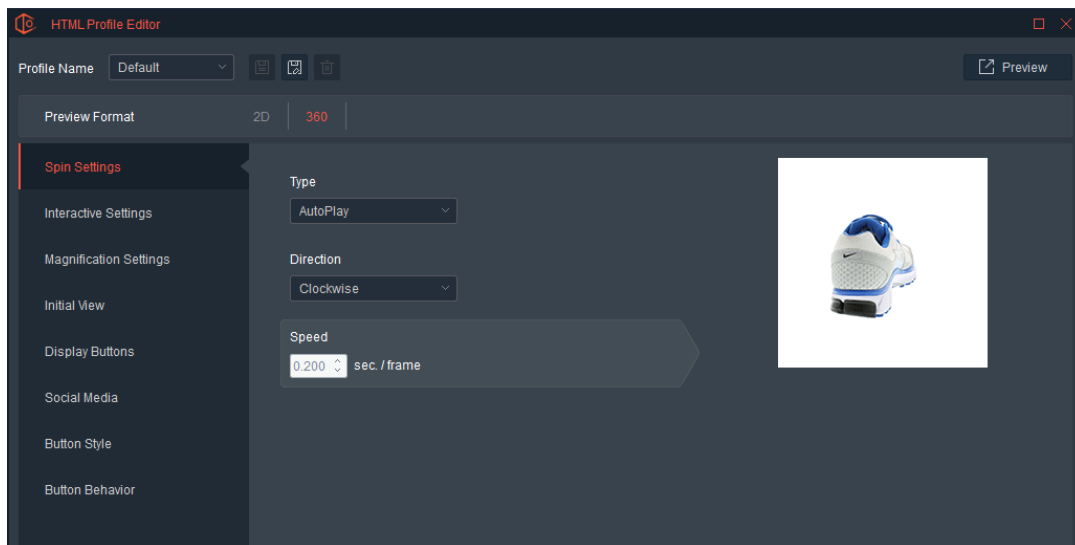 HTML Profile Editor
Profile Name Default Preview
Preview Format 2D 360
Spin Settings
Interactive Settings
Magnification Settings
Initial View
Display Buttons
Social Media
Button Style
Button Behavior
Type
AutoPlay
Direction
Clockwise
Speed
0.200 sec. / frame